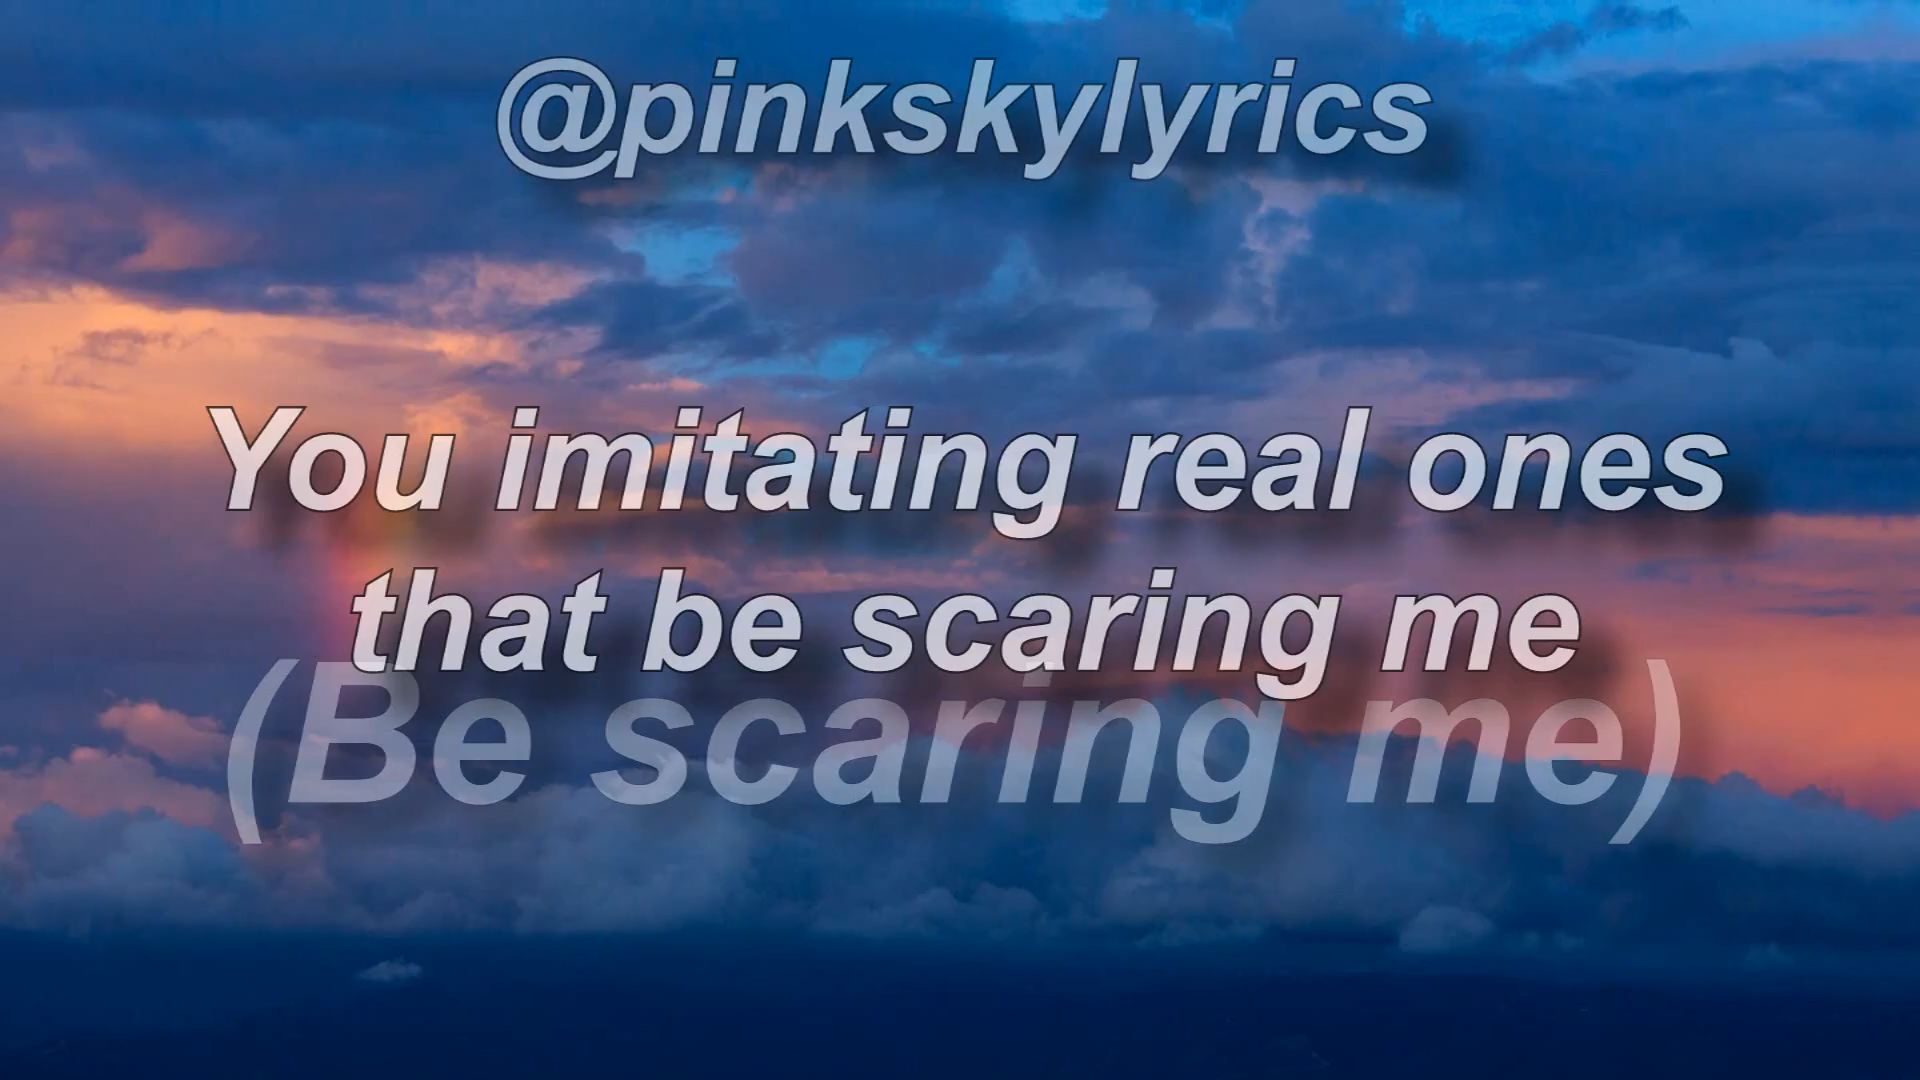 @pinkskylyrics
You imitating real ones
that be scaring me
(Be scaring me)